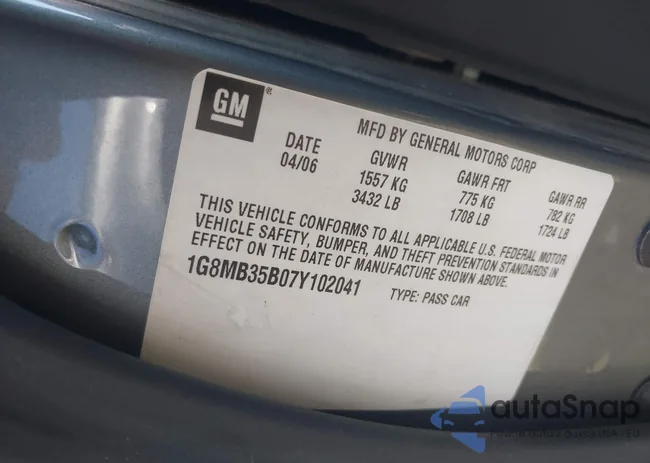 GM®
MFD BY GENERAL MOTORS CORP
DATE GVWR GAWR FRT GAWR RR
04/06 1557 KG 775 KG 782 KG
3432 LB 1708 LB 1724 LB
THIS VEHICLE CONFORMS TO ALL APPLICABLE U.S. FEDERAL MOTOR
VEHICLE SAFETY, BUMPER, AND THEFT PREVENTION STANDARDS IN
EFFECT ON THE DATE OF MANUFACTURE SHOWN ABOVE.
1G8MB35B07Y102041 TYPE: PASS CAR
autoSnap